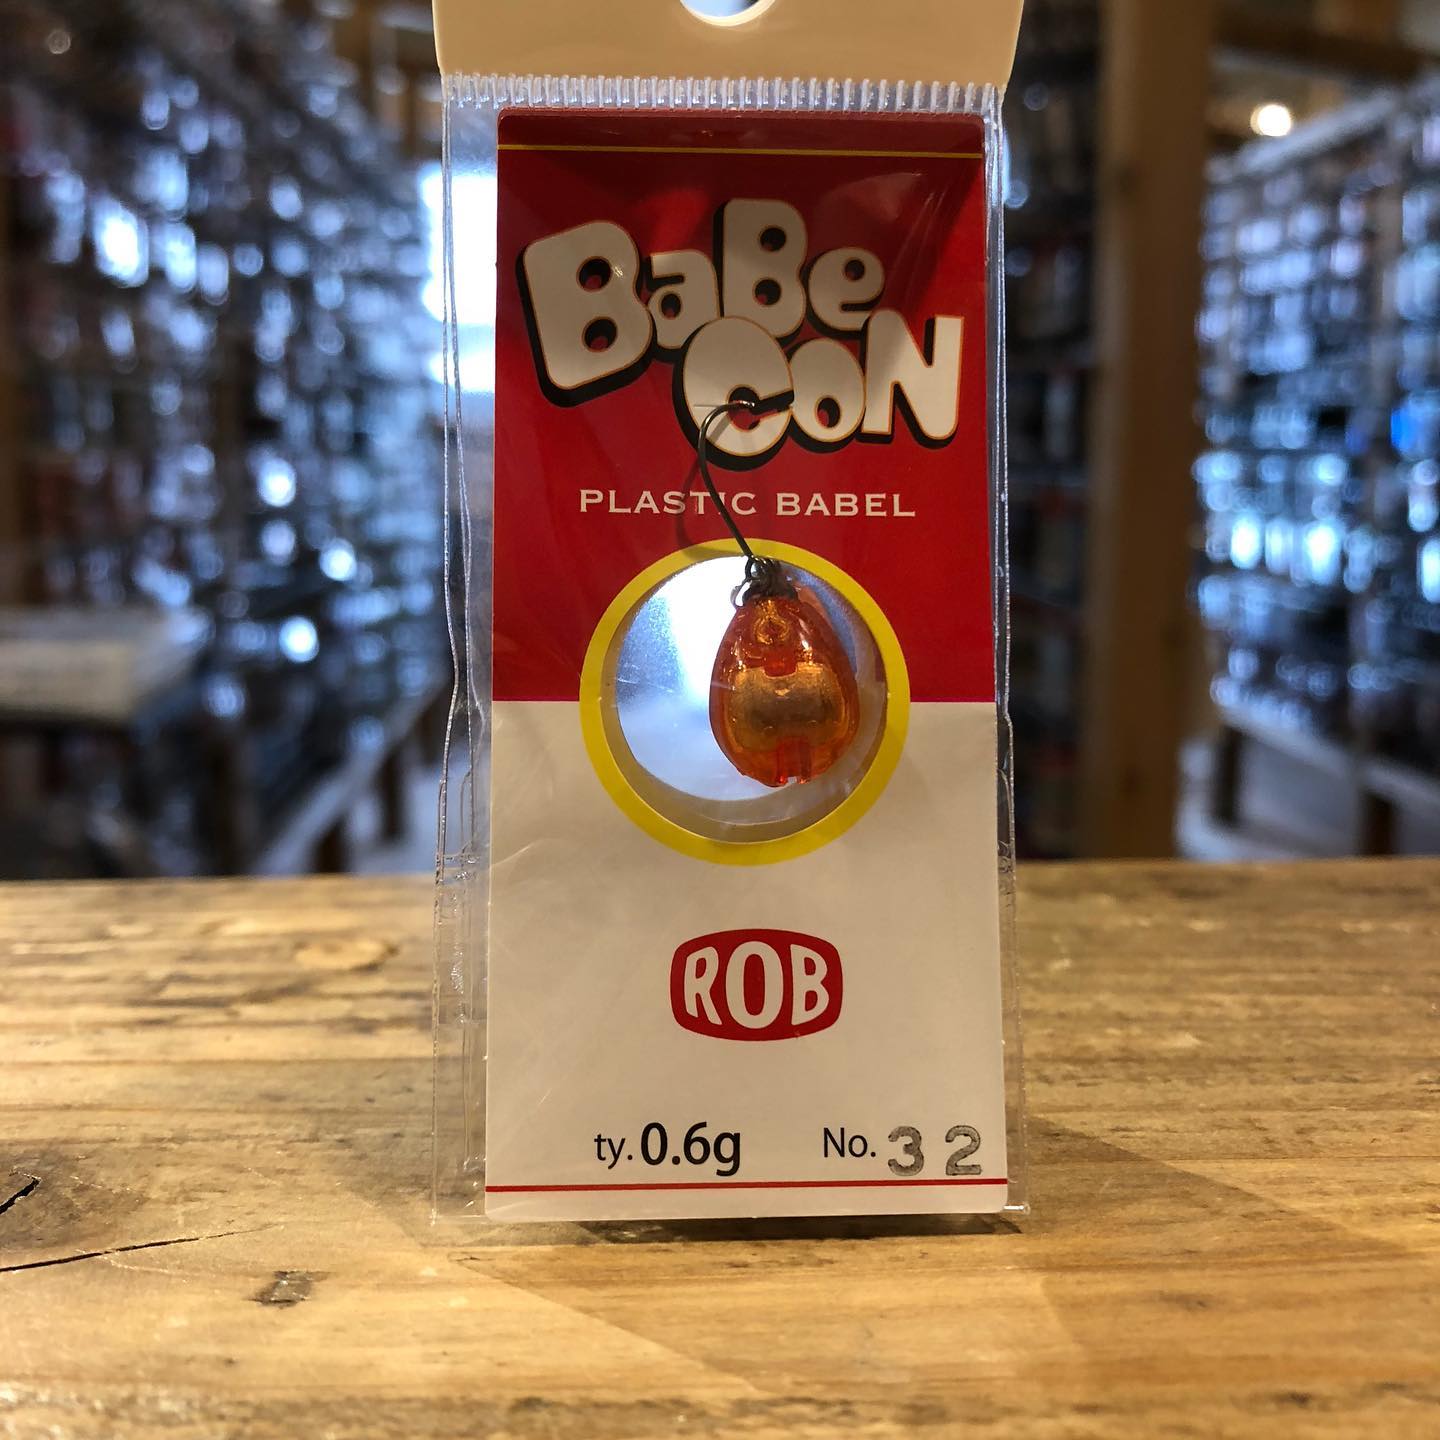 BaBe
CoN
PLASTIC BABEL
ROB
ty. 0.6g No. 32